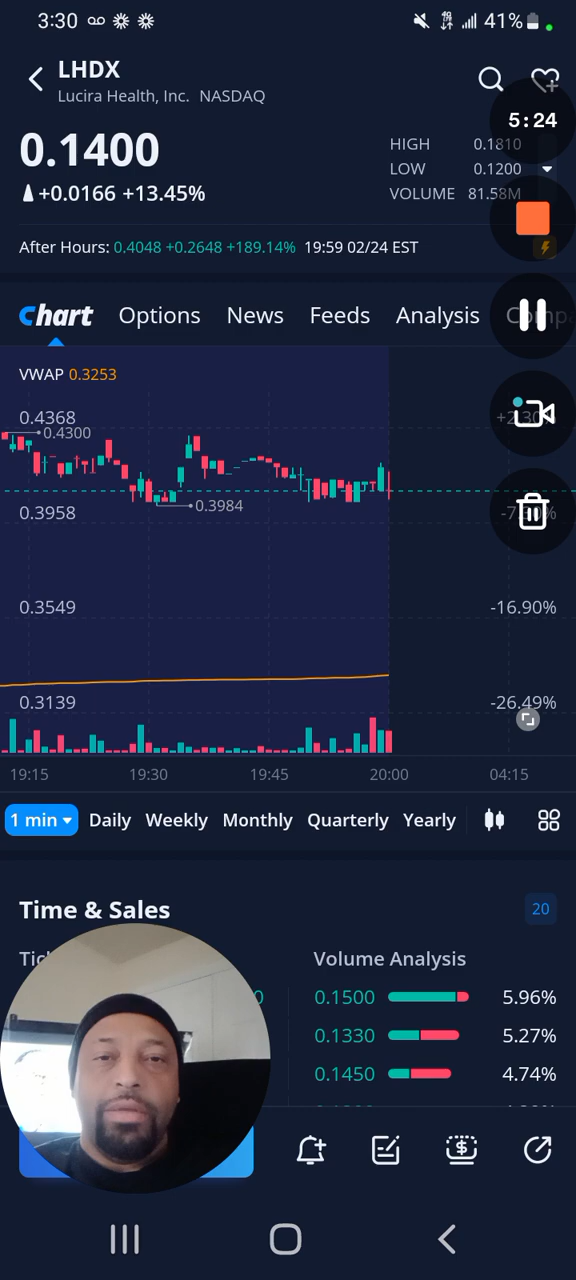 3:30 41%
LHDX
Lucira Health, Inc. NASDAQ
5:24
0.1400
+0.0166 +13.45%
HIGH 0.1810
LOW 0.1200
VOLUME 81.58M
After Hours: 0.4048 +0.2648 +189.14% 19:59 02/24 EST
Chart Options News Feeds Analysis Comp
VWAP 0.3253
0.4368
0.4300
0.3984
0.3958
0.3549 -16.90%
0.3139 -26.49%
19:15 19:30 19:45 20:00 04:15
1 min Daily Weekly Monthly Quarterly Yearly
Time & Sales 20
Volume Analysis
0.1500 5.96%
0.1330 5.27%
0.1450 4.74%